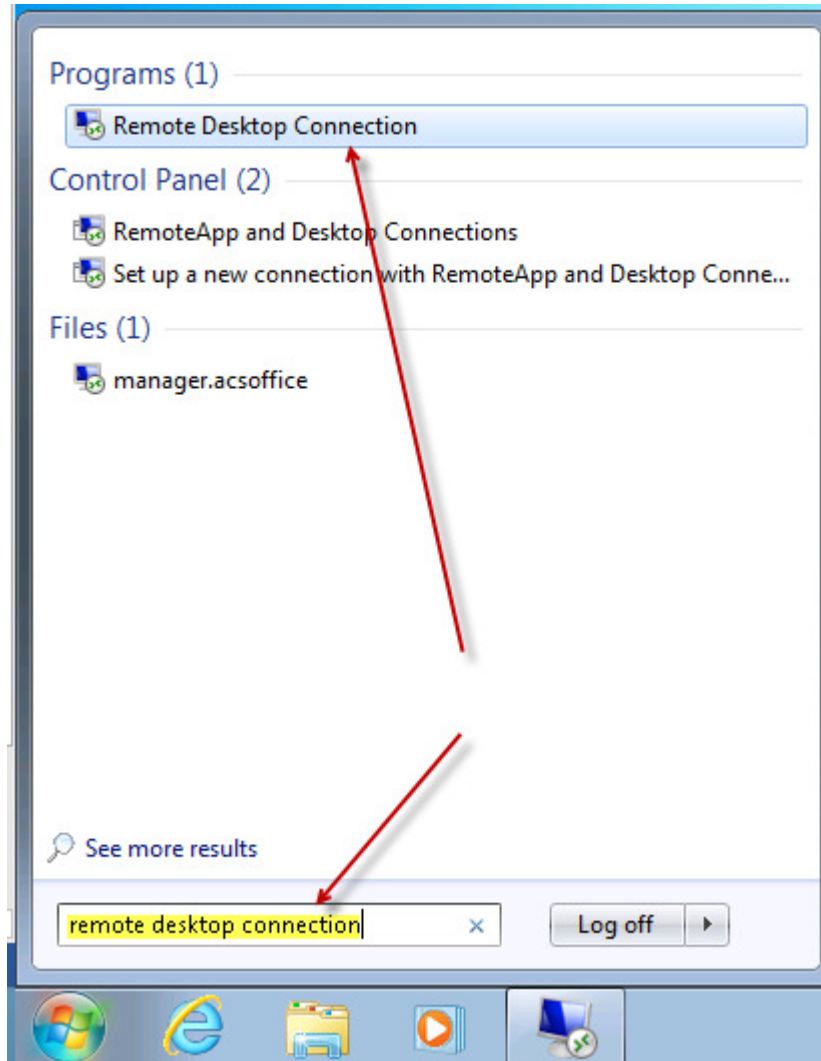 Programs (1)
Remote Desktop Connection
Control Panel (2)
RemoteApp and Desktop Connections
Set up a new connection with RemoteApp and Desktop Conne...
Files (1)
manager.acsoffice
See more results
remote desktop connection
Log off